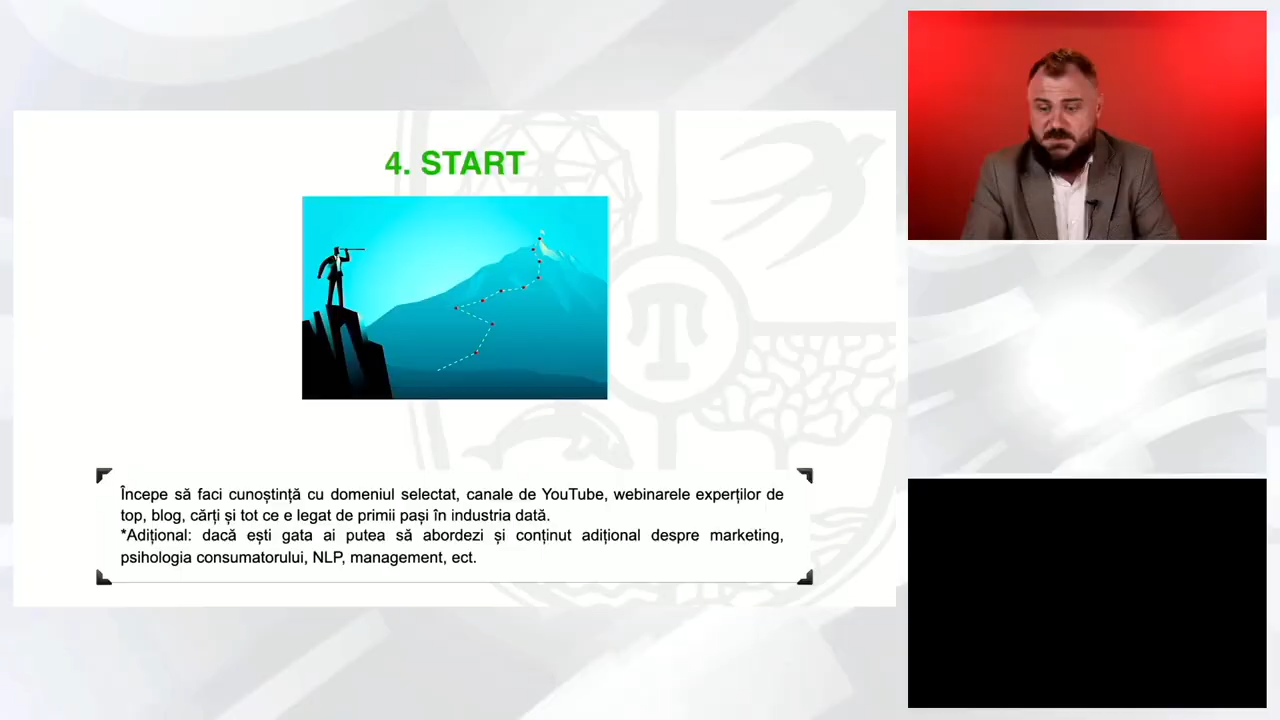 4. START
Începe să faci cunoștință cu domeniul selectat, canale de YouTube, webinarele experților de
top, blog, cărți și tot ce e legat de primii pași în industria dată.
*Adițional: dacă ești gata ai putea să abordezi și conținut adițional despre marketing,
psihologia consumatorului, NLP, management, ect.